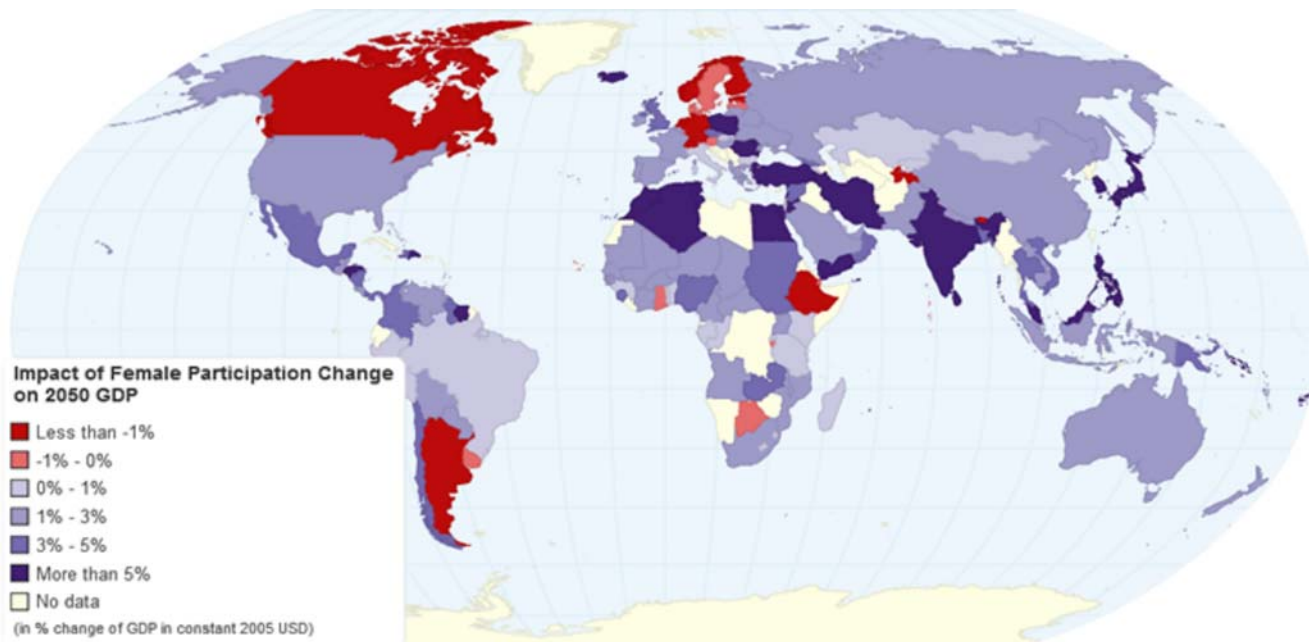 Impact of Female Participation Change
on 2050 GDP
Less than -1%
-1% - 0%
0% - 1%
1% - 3%
3% - 5%
More than 5%
No data
(in % change of GDP in constant 2005 USD)